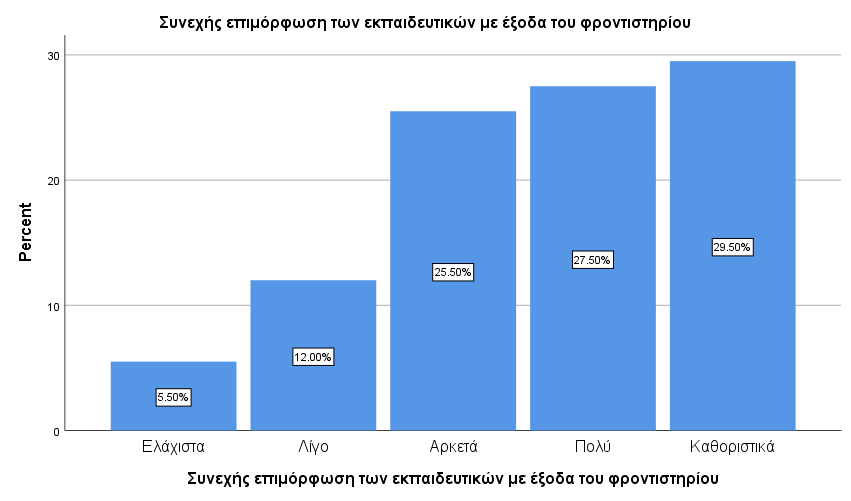 Συνεχής επιμόρφωση των εκπαιδευτικών με έξοδα του φροντιστηρίου
30
20
10
0
Percent
5.50%
12.00%
25.50%
27.50%
29.50%
Ελάχιστα Λίγο Αρκετά Πολύ Καθοριστικά
Συνεχής επιμόρφωση των εκπαιδευτικών με έξοδα του φροντιστηρίου